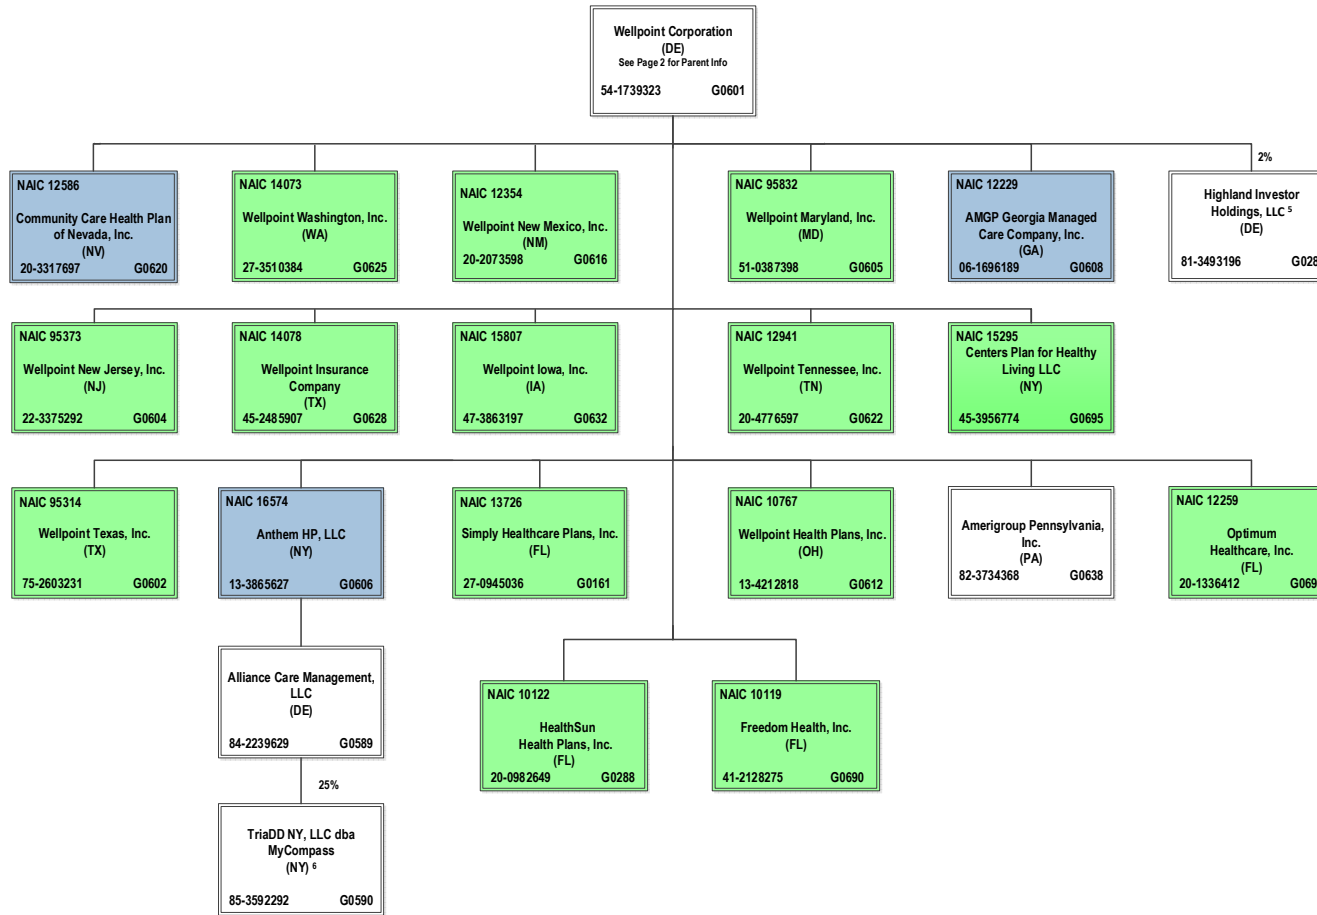 Wellpoint Corporation
(DE)
See Page 2 for Parent Info
54-1739323 G0601
2%
NAIC 12586
Community Care Health Plan
of Nevada, Inc.
(NV)
20-3317697 G0620
NAIC 14073
Wellpoint Washington, Inc.
(WA)
27-3510384 G0625
NAIC 12354
Wellpoint New Mexico, Inc.
(NM)
20-2073598 G0616
NAIC 95832
Wellpoint Maryland, Inc.
(MD)
51-0387398 G0605
NAIC 12229
AMGP Georgia Managed
Care Company, Inc.
(GA)
06-1696189 G0608
Highland Investor
Holdings, LLC 5
(DE)
81-3493196 G028
NAIC 95373
Wellpoint New Jersey, Inc.
(NJ)
22-3375292 G0604
NAIC 14078
Wellpoint Insurance
Company
(TX)
45-2485907 G0628
NAIC 15807
Wellpoint Iowa, Inc.
(IA)
47-3863197 G0632
NAIC 12941
Wellpoint Tennessee, Inc.
(TN)
20-4776597 G0622
NAIC 15295
Centers Plan for Healthy
Living LLC
(NY)
45-3956774 G0695
NAIC 95314
Wellpoint Texas, Inc.
(TX)
75-2603231 G0602
NAIC 16574
Anthem HP, LLC
(NY)
13-3865627 G0606
NAIC 13726
Simply Healthcare Plans, Inc.
(FL)
27-0945036 G0161
NAIC 10767
Wellpoint Health Plans, Inc.
(OH)
13-4212818 G0612
Amerigroup Pennsylvania,
Inc.
(PA)
82-3734368 G0638
NAIC 12259
Optimum
Healthcare, Inc.
(FL)
20-1336412 G069
Alliance Care Management,
LLC
(DE)
84-2239629 G0589
NAIC 10122
HealthSun
Health Plans, Inc.
(FL)
20-0982649 G0288
NAIC 10119
Freedom Health, Inc.
(FL)
41-2128275 G0690
25%
TriaDD NY, LLC dba
MyCompass
(NY) 6
85-3592292 G0590